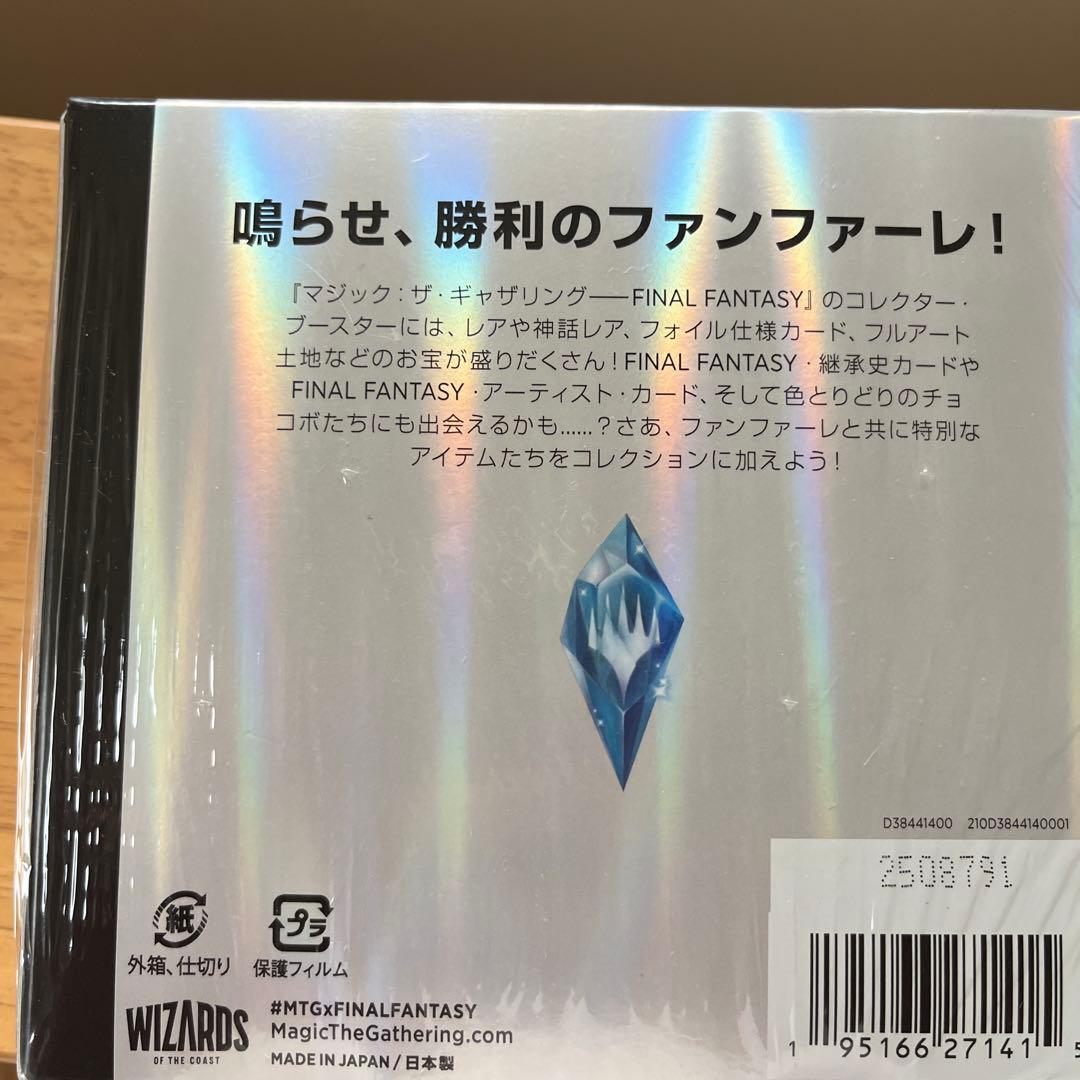 鳴らせ、勝利のファンファーレ!
『マジック:ザ・ギャザリング──FINAL FANTASY』のコレクター・
ブースターには、レアや神話レア、フォイル仕様カード、フルアート
土地などのお宝が盛りだくさん!FINAL FANTASY・継承史カードや
FINAL FANTASY・アーティスト・カード、そして色とりどりのチョ
コボたちにも出会えるかも......?さあ、ファンファーレと共に特別な
アイテムたちをコレクションに加えよう!
D38441400 210D3844140001
2508791
紙
外箱、仕切り
プラ
保護フィルム
WIZARDS
OF THE COAST
#MTGxFINALFANTASY
MagicTheGathering.com
MADE IN JAPAN / 日本製
1 95166 27141 5